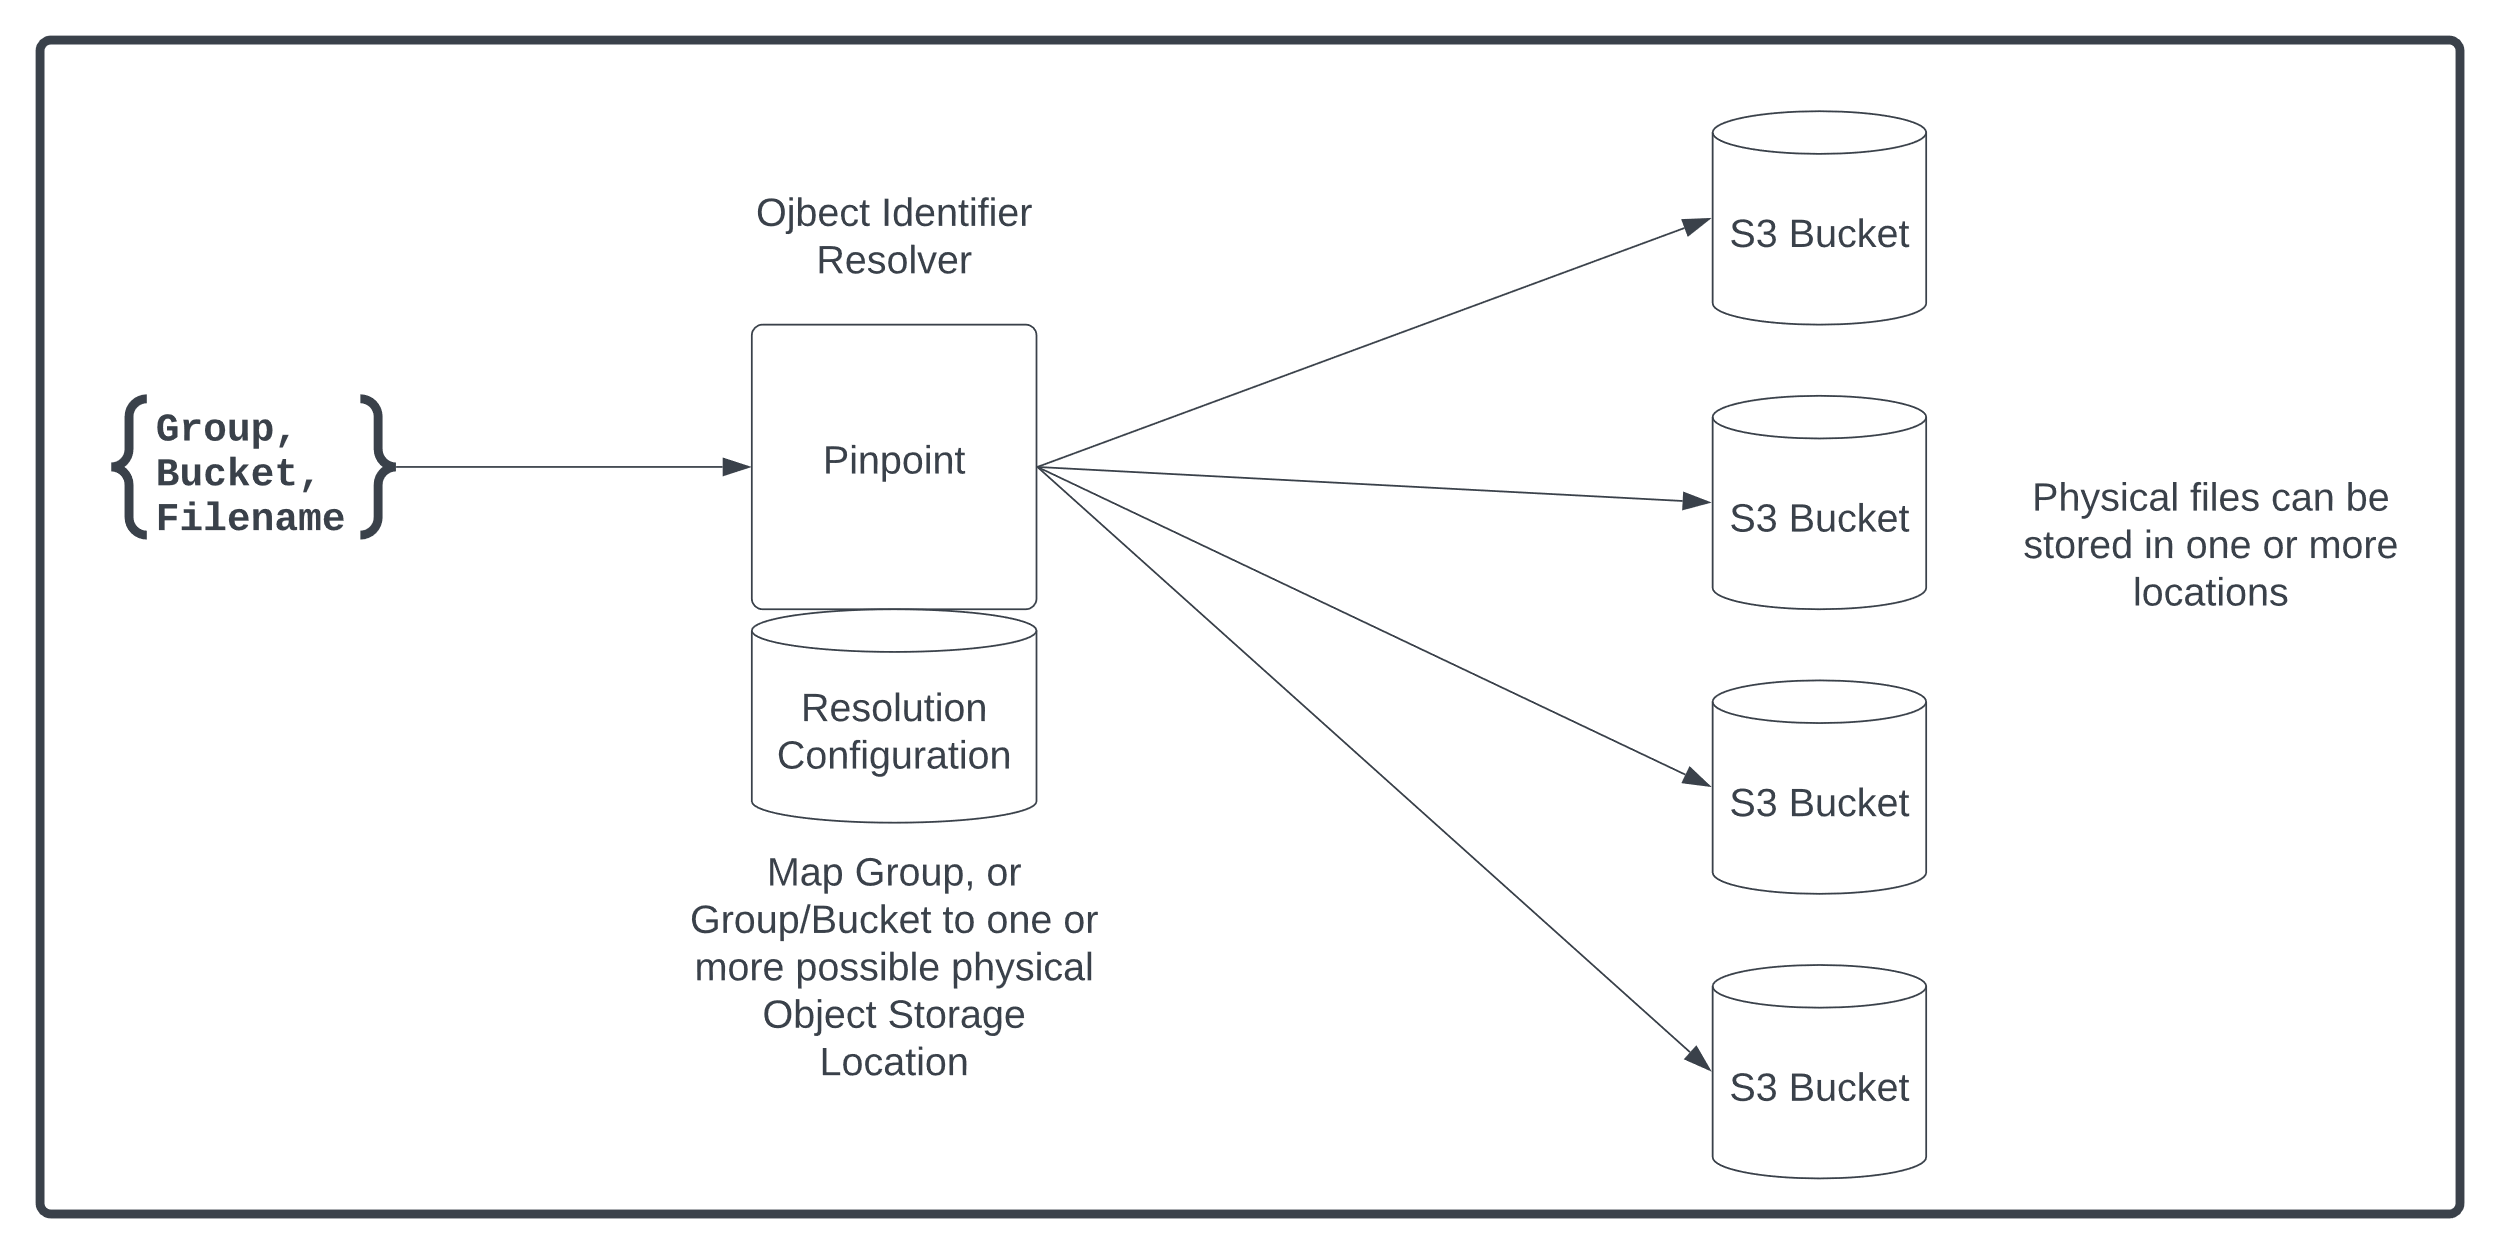 Ojbect Identifier
Resolver
Group,
Bucket,
Filename
Pinpoint
Resolution
Configuration
Map Group, or
Group/Bucket to one or
more possible physical
Object Storage
Location
S3 Bucket
S3 Bucket
S3 Bucket
S3 Bucket
Physical files can be
stored in one or more
locations